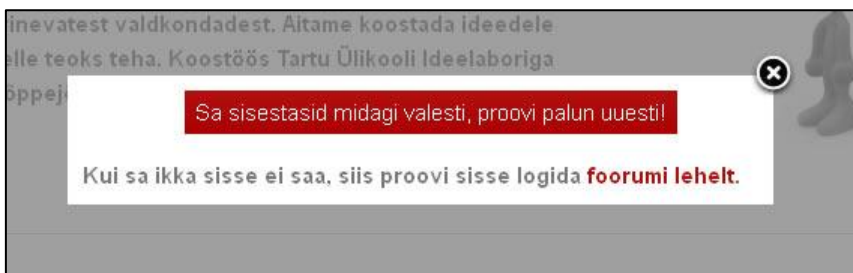 inevatest valdkondadest. Aitame koostada ideedele
elle teoks teha. Koostöös Tartu Ülikooli Ideelaboriga
Sa sisestasid midagi valesti, proovi palun uuesti!
Kui sa ikka sisse ei saa, siis proovi sisse logida foorumi lehelt.